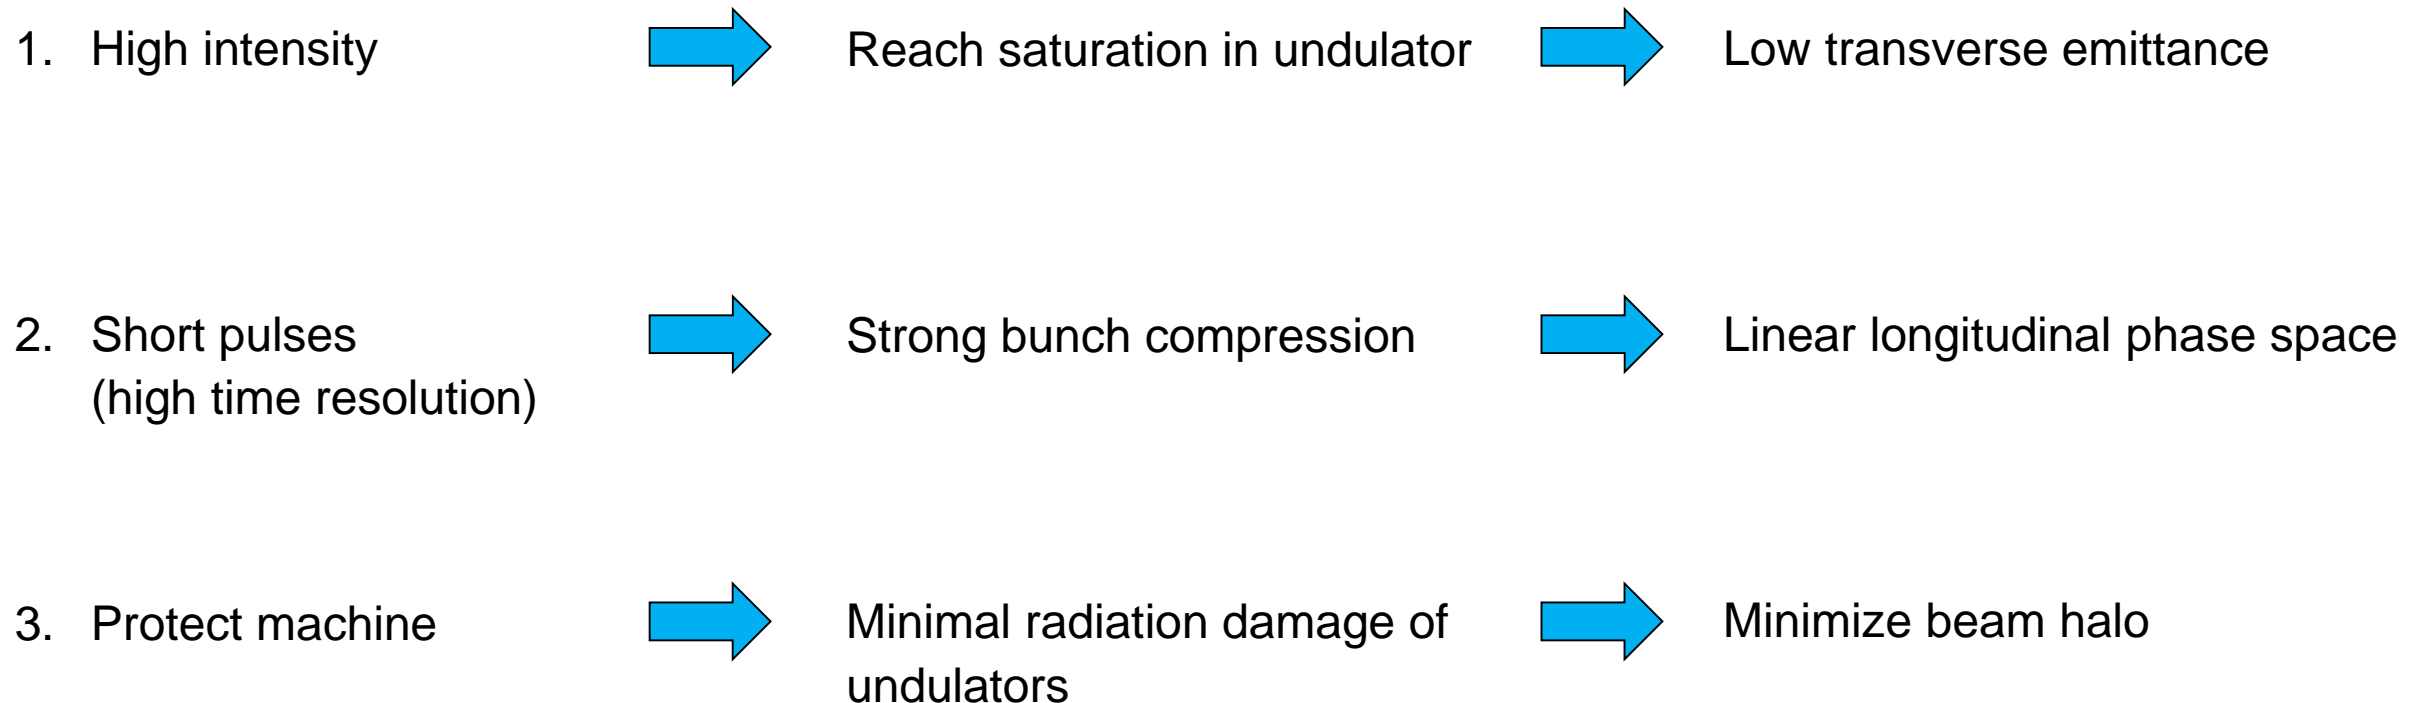 1. High intensity
Reach saturation in undulator
Low transverse emittance
2. Short pulses
(high time resolution)
Strong bunch compression
Linear longitudinal phase space
3. Protect machine
Minimal radiation damage of
undulators
Minimize beam halo